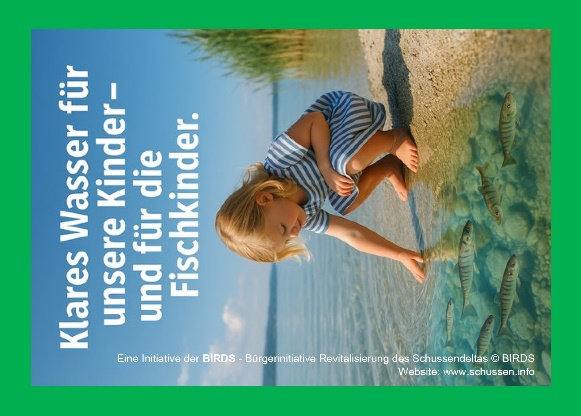 Klares Wasser für
unsere Kinder –
und für die
Fischkinder.
Eine Initiative der BIRDS - Bürgerinitiative Revitalisierung des Schussendeltas © BIRDS
Website: www.schussen.info